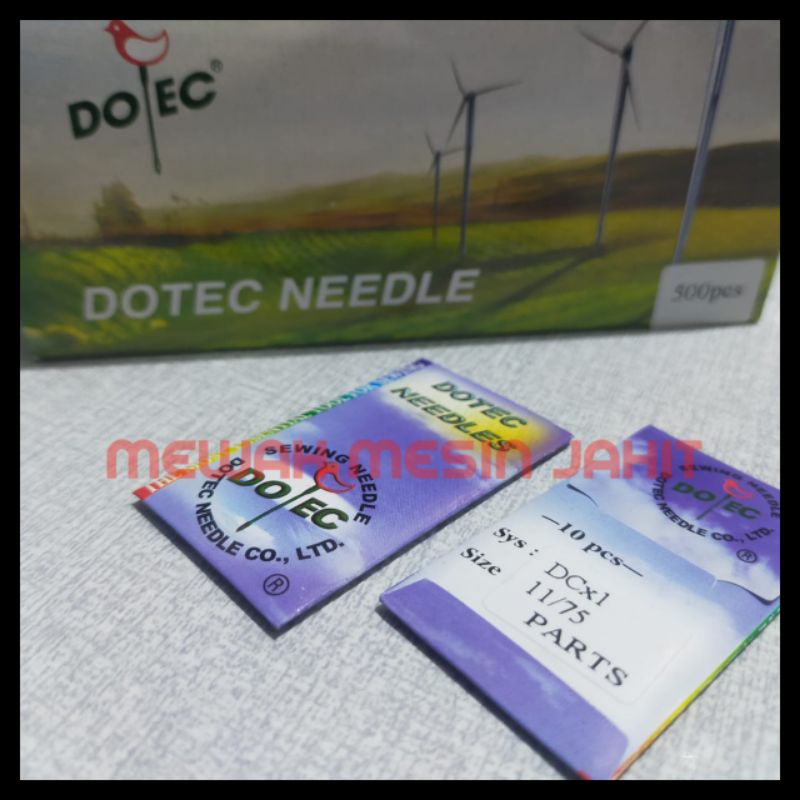 DOTEC®
DOTEC NEEDLE
500pcs
DOTEC
NEEDLES
SEWING NEEDLE
DOTEC
DOTEC NEEDLE CO., LTD.
®
MEWAH MESIN JAHIT
SEWING NEEDLE
DOTEC
DOTEC NEEDLE CO., LTD.
®
—10 pcs—
Sys : DCx1
Size 11/75
PARTS